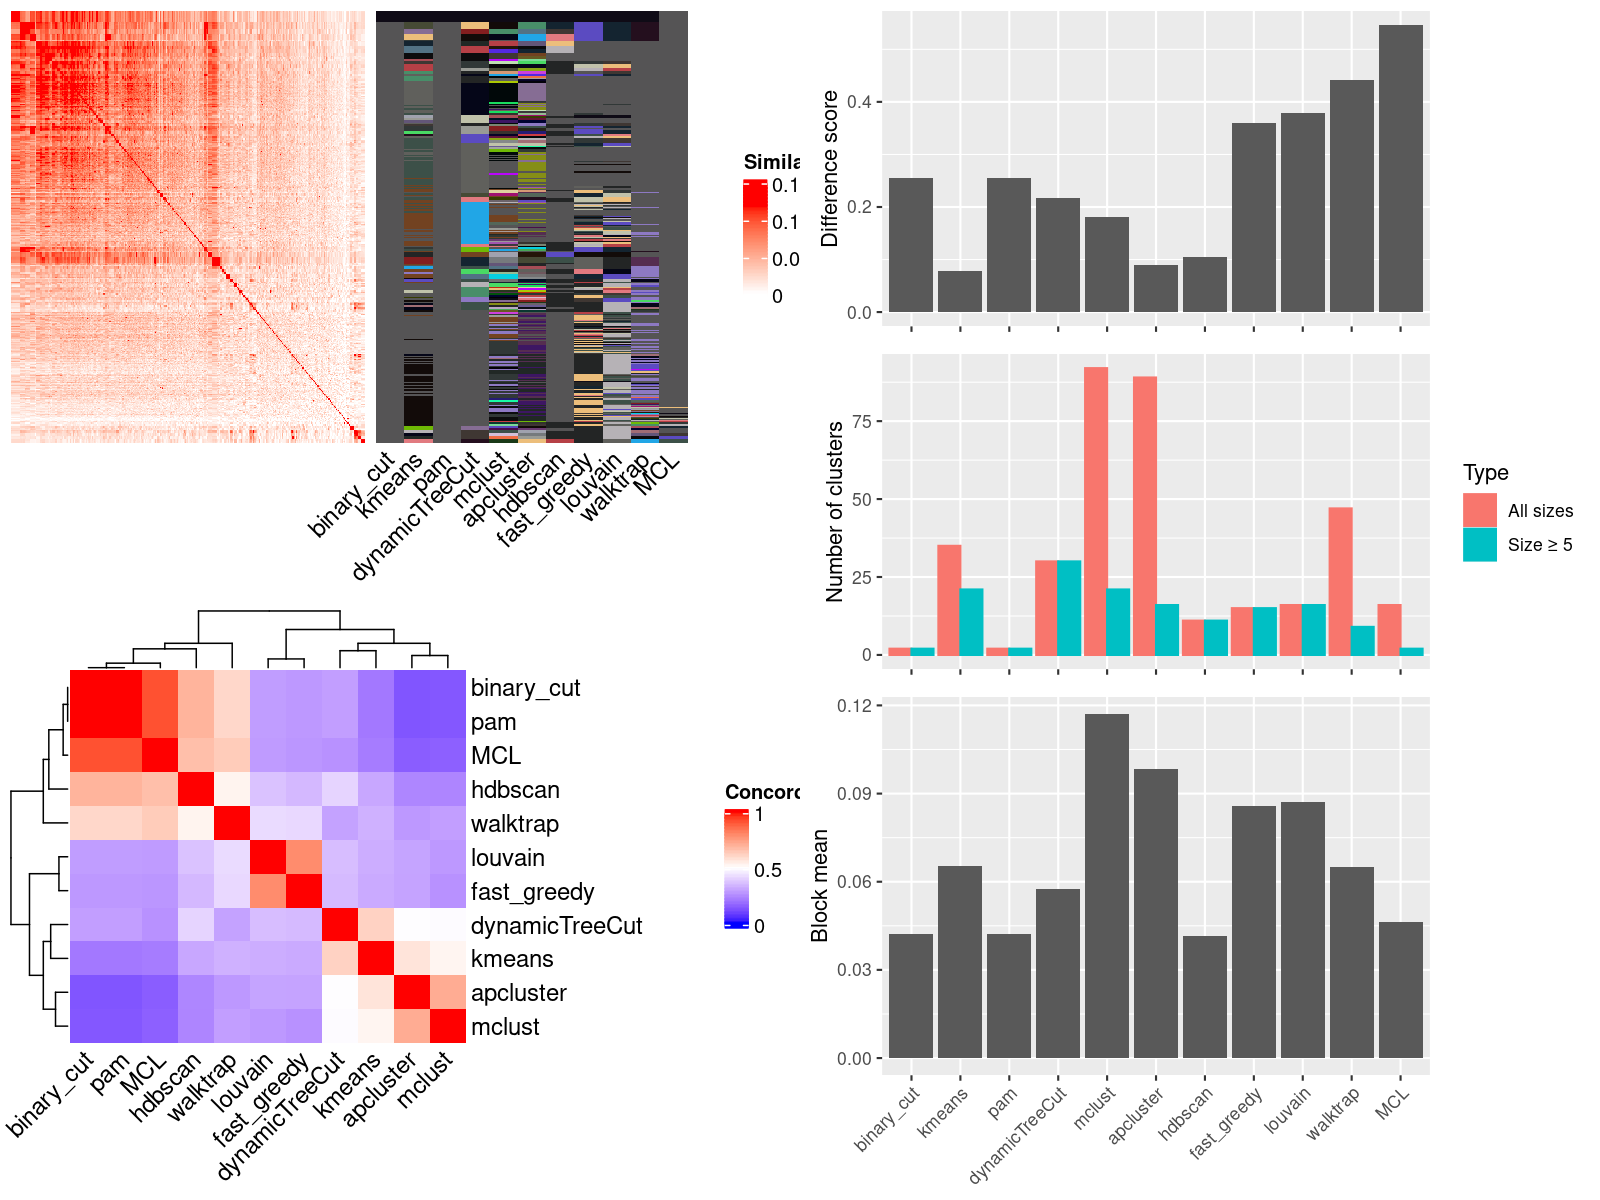 Simila
0.1
0.1
0.0
0
binary_cut
kmeans
pam
dynamicTreeCut
mclust
apcluster
hdbscan
fast_greedy
louvain
walktrap
MCL
Difference score
0.4
0.2
0.0
Number of clusters
75
50
25
0
Type
All sizes
Size ≥ 5
binary_cut
pam
MCL
hdbscan
walktrap
louvain
fast_greedy
dynamicTreeCut
kmeans
apcluster
mclust
binary_cut
pam
MCL
hdbscan
walktrap
louvain
fast_greedy
dynamicTreeCut
kmeans
apcluster
mclust
Concord
1
0.5
0
Block mean
0.12
0.09
0.06
0.03
0.00
binary_cut
kmeans
pam
dynamicTreeCut
mclust
apcluster
hdbscan
fast_greedy
louvain
walktrap
MCL